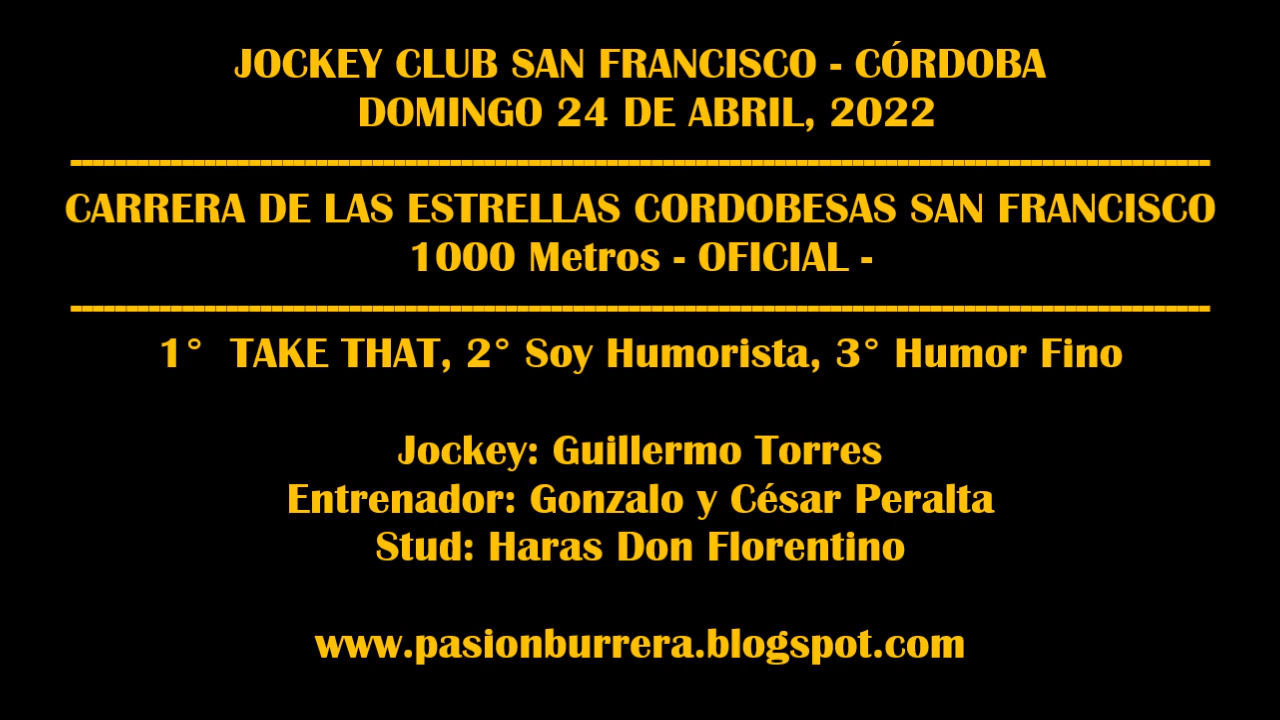 JOCKEY CLUB SAN FRANCISCO - CÓRDOBA
DOMINGO 24 DE ABRIL, 2022
CARRERA DE LAS ESTRELLAS CORDOBESAS SAN FRANCISCO
1000 Metros - OFICIAL -
1° TAKE THAT, 2° Soy Humorista, 3° Humor Fino
Jockey: Guillermo Torres
Entrenador: Gonzalo y César Peralta
Stud: Haras Don Florentino
www.pasionburrera.blogspot.com